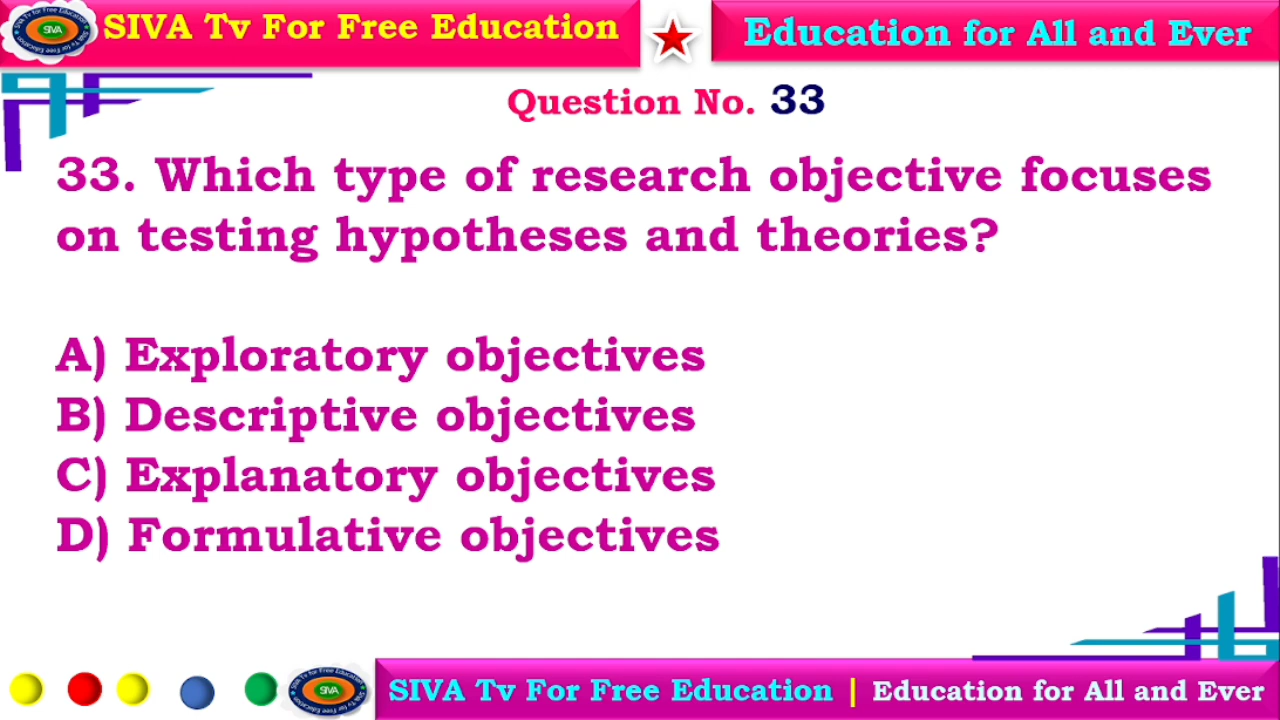 SIVA Tv For Free Education
Education for All and Ever
SIVA
Question No. 33
33. Which type of research objective focuses
on testing hypotheses and theories?
A) Exploratory objectives
B) Descriptive objectives
C) Explanatory objectives
D) Formulative objectives
SIVA
SIVA Tv For Free Education | Education for All and Ever